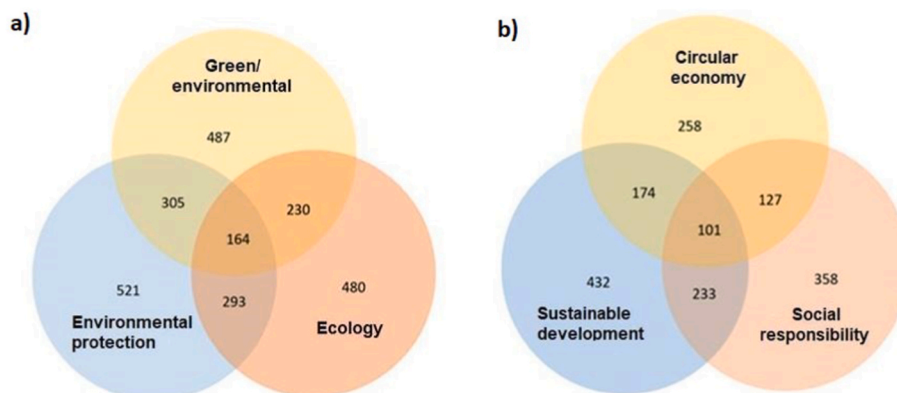 a)
Green/
environmental
487
305
230
164
521
293
480
Environmental
protection
Ecology
b)
Circular
economy
258
174
127
101
432
233
358
Sustainable
development
Social
responsibility